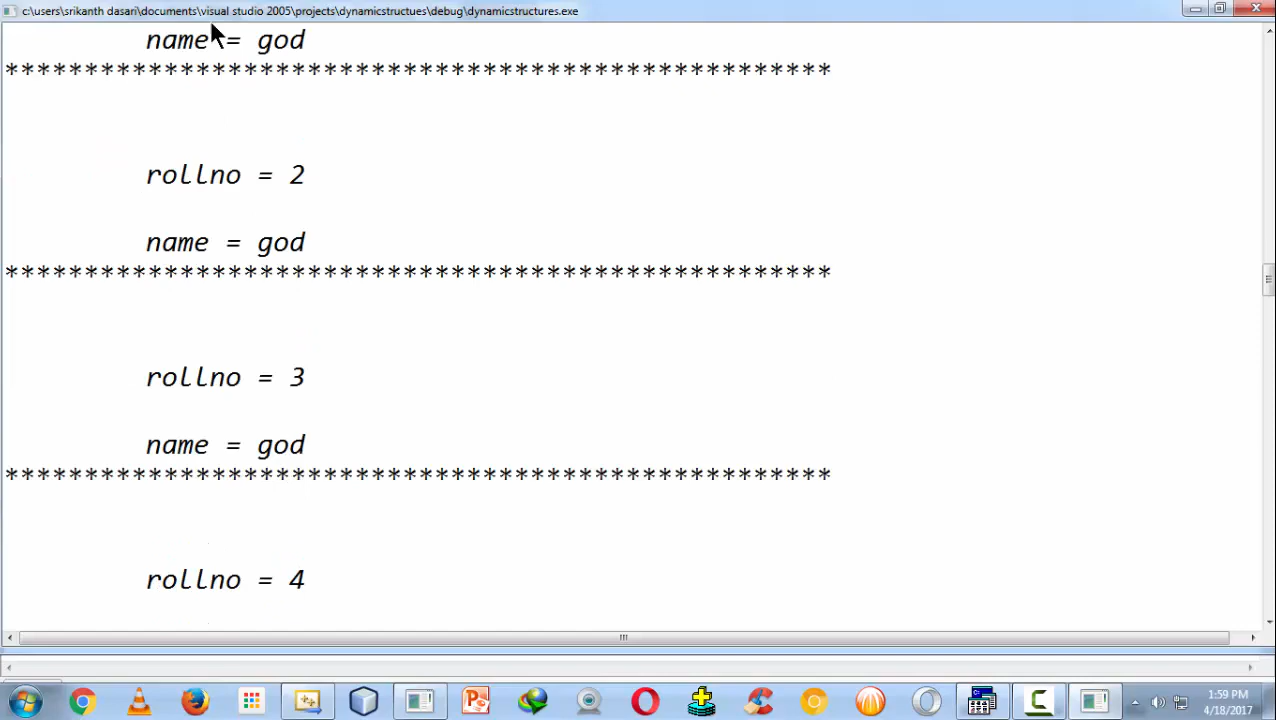 c:\users\srikanth dasari\documents\visual studio 2005\projects\dynamicstructues\debug\dynamicstructures.exe
name = god
****************************************************
rollno = 2
name = god
****************************************************
rollno = 3
name = god
****************************************************
rollno = 4
1:59 PM
4/18/2017